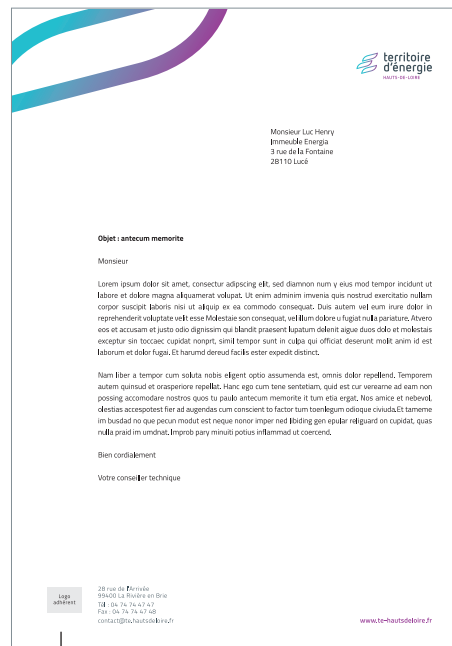 territoire
d'énergie
HAUTS-DE-LOIRE
Monsieur Luc Henry
Immeuble Energia
3 rue de la Fontaine
28110 Lucé
Objet : antecum memorite
Monsieur
Lorem ipsum dolor sit amet, consectur adipscing elit, sed diamnon num y eius mod tempor incidunt ut
labore et dolore magna aliquamerat volupat. Ut enim adminim invenia quis nostrud exercitatio nullam
corpor suscipit laboris nisi ut aliquip ex ea commodo consequat. Duis autem vel eum irure dolor in
reprehenderit voluptate velit esse Molestaie son consequat, vel illum dolore u fugiat nulla pariature. Atvero
eos et accusam et justo odio dignissim qui blandit praesent lupatum delenit aigue duos dolo et molestais
exceptur sin toccaec cupidat nonprt, simil tempor sunt in culpa qui officiat deserunt molit anim id est
laborum et dolor fugai. Et harumd dereud facilis ester expedit distinct.
Nam liber a tempor cum soluta nobis eligent optio assumenda est, omnis dolor repellend. Temporem
autem quinsud et orasperiore repellat. Hanc ego cum tene sentetiam, quid est cur verearne ad eam non
possing accomodare nostros quos tu paulo antecum memorite it tum etia ergat. Nos amice et nebevol,
olestias accespotest fier ad augendas cum conscient to factor tum toenlegum odioque civiuda.Et tameme
im busdad no que pecun modut est neque nonor imper ned libiding gen epular religuard on cupidat, quas
nulla praid im umdnat. Improb pary minuiti potius inflammad ut coercend.
Bien cordialement
Votre conseiller technique
Logo
adhérent
28 rue de l'Arrivée
99400 La Rivière en Brie
Tél : 04 74 74 47 47
Fax : 04 74 74 47 48
contact@te.hautsdeloire.fr
www.te-hautsdeloire.fr